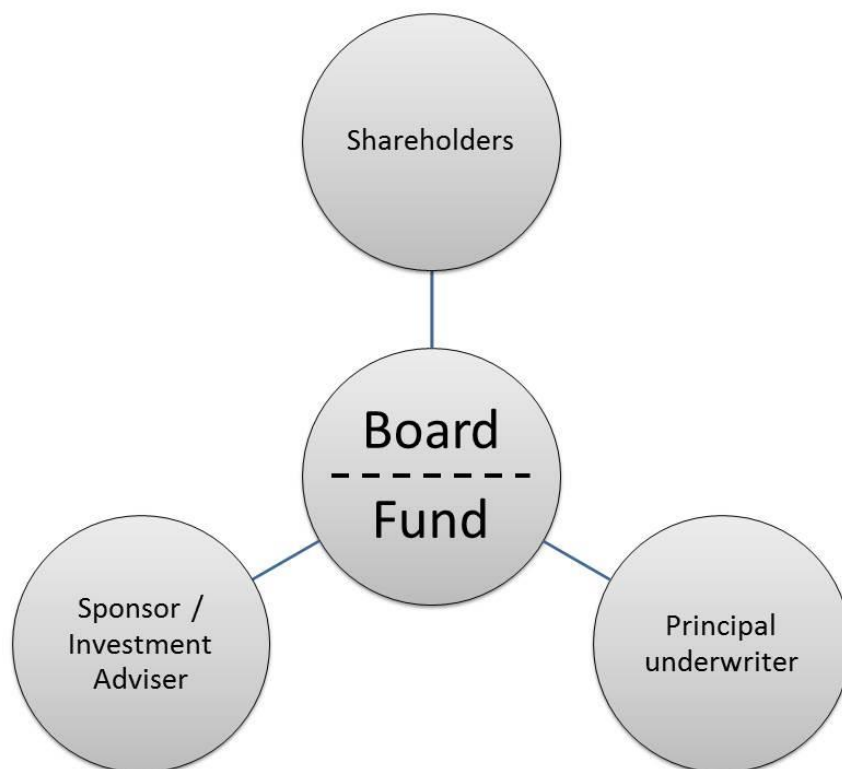 Shareholders
Board
Fund
Sponsor /
Investment
Adviser
Principal
underwriter